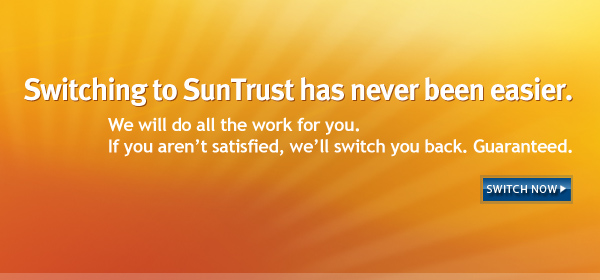 Switching to SunTrust has never been easier.
We will do all the work for you.
If you aren’t satisfied, we’ll switch you back. Guaranteed.
SWITCH NOW